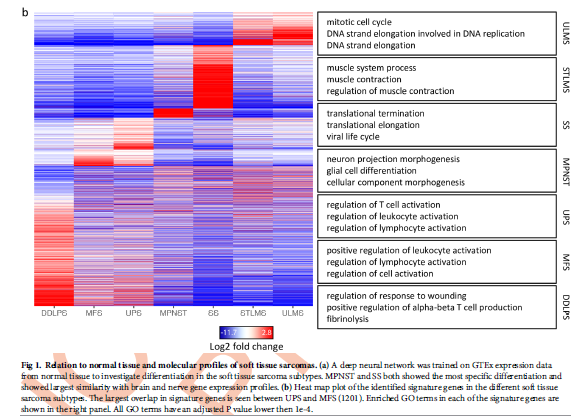 b
mitotic cell cycle
DNA strand elongation involved in DNA replication
DNA strand elongation
ULMS
muscle system process
muscle contraction
regulation of muscle contraction
STLMS
translational termination
translational elongation
viral life cycle
SS
neuron projection morphogenesis
glial cell differentiation
cellular component morphogenesis
MPNST
regulation of T cell activation
regulation of leukocyte activation
regulation of lymphocyte activation
UPS
positive regulation of leukocyte activation
regulation of lymphocyte activation
regulation of cell activation
MFS
regulation of response to wounding
positive regulation of alpha-beta T cell production
fibrinolysis
DDLPS
DDLPS MFS UPS MPNST SS STLMS ULMS
-11.7 2.8
Log2 fold change
Fig 1. Relation to normal tissue and molecular profiles of soft tissue sarcomas. (a) A deep neural network was trained on GTEx expression data
from normal tissue to investigate differentiation in the soft tissue sarcoma subtypes. MPNST and SS both showed the most specific differentiation and
showed largest similarity with brain and nerve gene expression profiles. (b) Heat map plot of the identified signature genes in the different soft tissue
sarcoma subtypes. The largest overlap in signature genes is seen between UPS and MFS (1201). Enriched GO terms in each of the signature genes are
shown in the right panel. All GO terms have an adjusted P value lower then 1e-4.